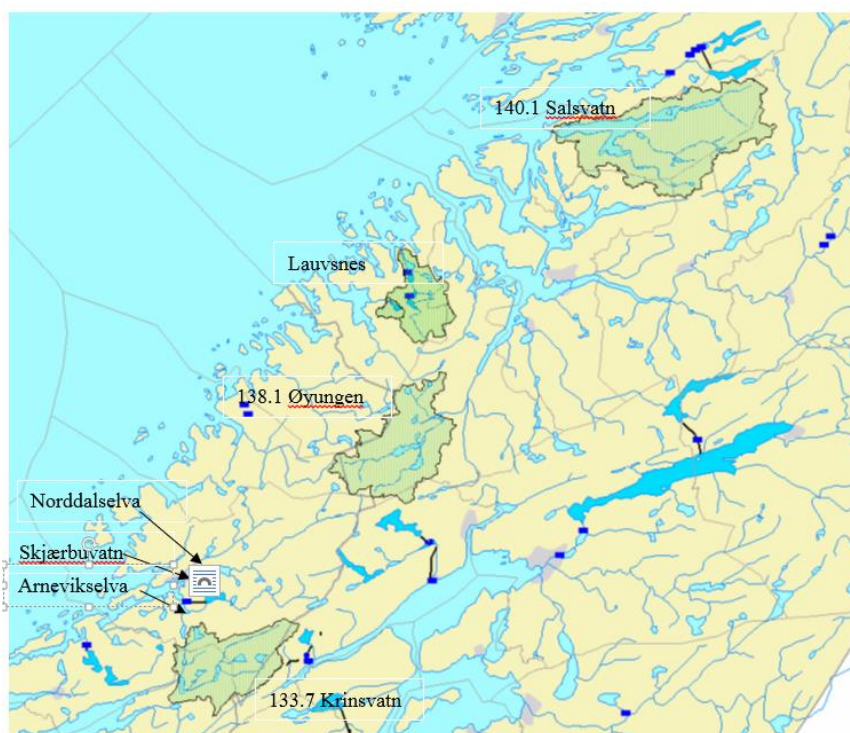 140.1 Salsvatn
Lauvsnes
138.1 Øyungen
Norddalselva
Skjærbuvatn
Arnevikselva
133.7 Krinsvatn